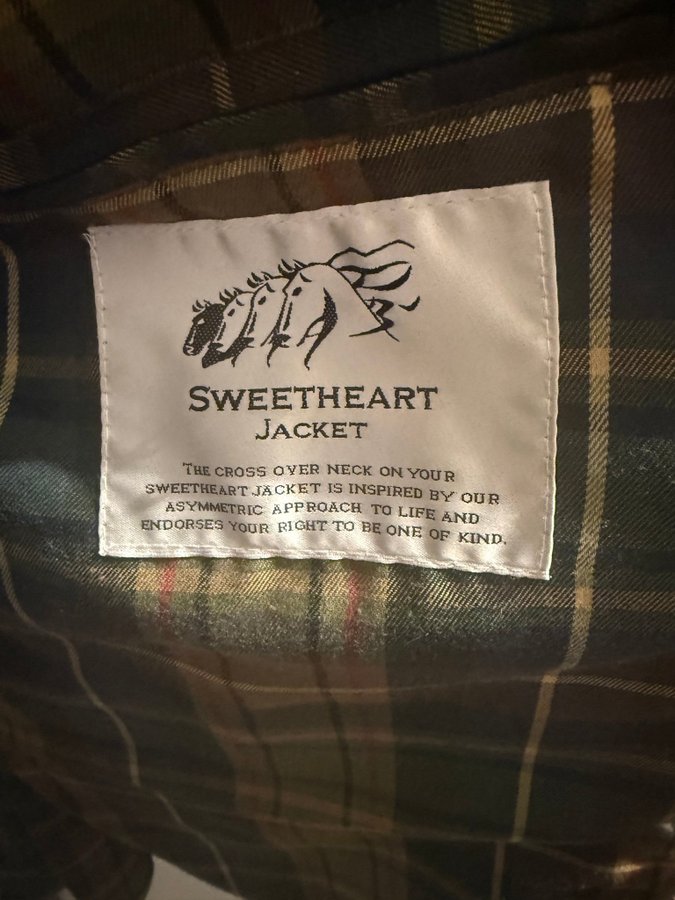 SWEETHEART
JACKET
THE CROSS OVER NECK ON YOUR
SWEETHEART JACKET IS INSPIRED BY OUR
ASYMMETRIC APPROACH TO LIFE AND
ENDORSES YOUR RIGHT TO BE ONE OF KIND.